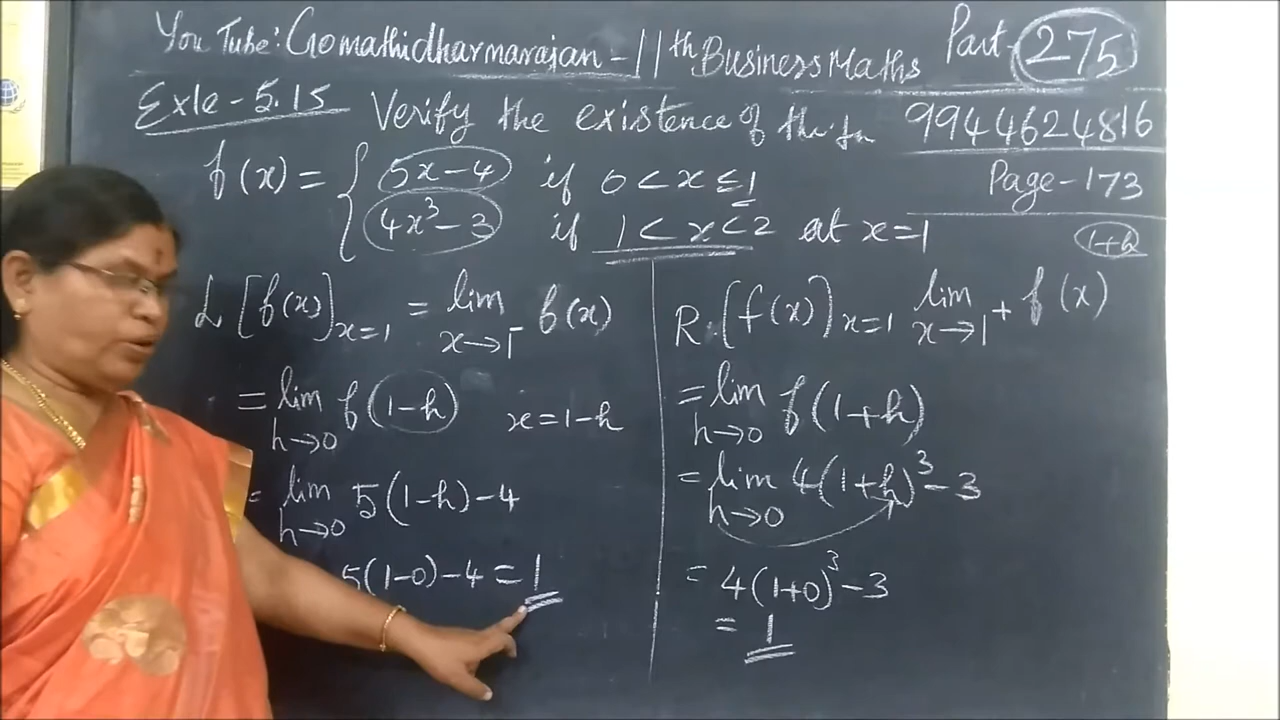 You Tube: Gomathidharmarajan - 11th Business Maths Part - 275
Exle - 5.15 Verify the existence of the fn 9944624816
Page - 173
f(x) = { 5x-4 if 0 < x ≤ 1
4x³-3 if 1 < x < 2 at x=1
1+h
L [f(x)]x=1 = lim x→1⁻ f(x)
= lim h→0 f(1-h) x=1-h
= lim h→0 5(1-h)-4
5(1-0)-4 = 1
R [f(x)]x=1 lim x→1⁺ f(x)
= lim h→0 f(1+h)
= lim h→0 4(1+h)³-3
= 4(1+0)³-3
= 1